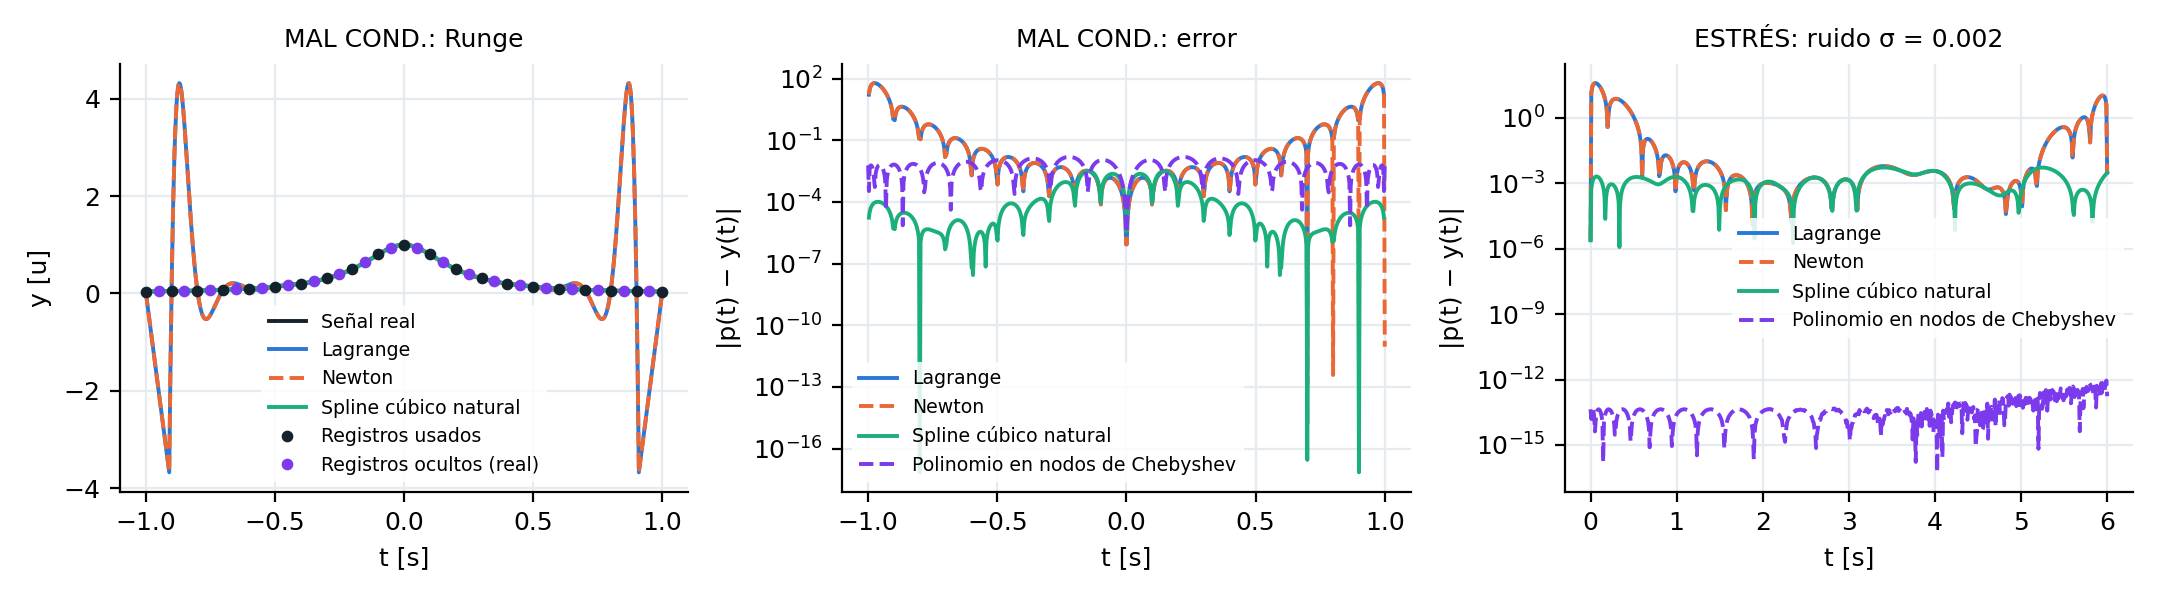 MAL COND.: Runge
4
2
0
−2
−4
y [u]
Señal real
Lagrange
Newton
Spline cúbico natural
Registros usados
Registros ocultos (real)
−1.0 −0.5 0.0 0.5 1.0
t [s]
MAL COND.: error
10²
10⁻¹
10⁻⁴
10⁻⁷
10⁻¹⁰
10⁻¹³
10⁻¹⁶
|p(t) − y(t)|
Lagrange
Newton
Spline cúbico natural
Polinomio en nodos de Chebyshev
−1.0 −0.5 0.0 0.5 1.0
t [s]
ESTRÉS: ruido σ = 0.002
10⁰
10⁻³
10⁻⁶
10⁻⁹
10⁻¹²
10⁻¹⁵
|p(t) − y(t)|
Lagrange
Newton
Spline cúbico natural
Polinomio en nodos de Chebyshev
0 1 2 3 4 5 6
t [s]